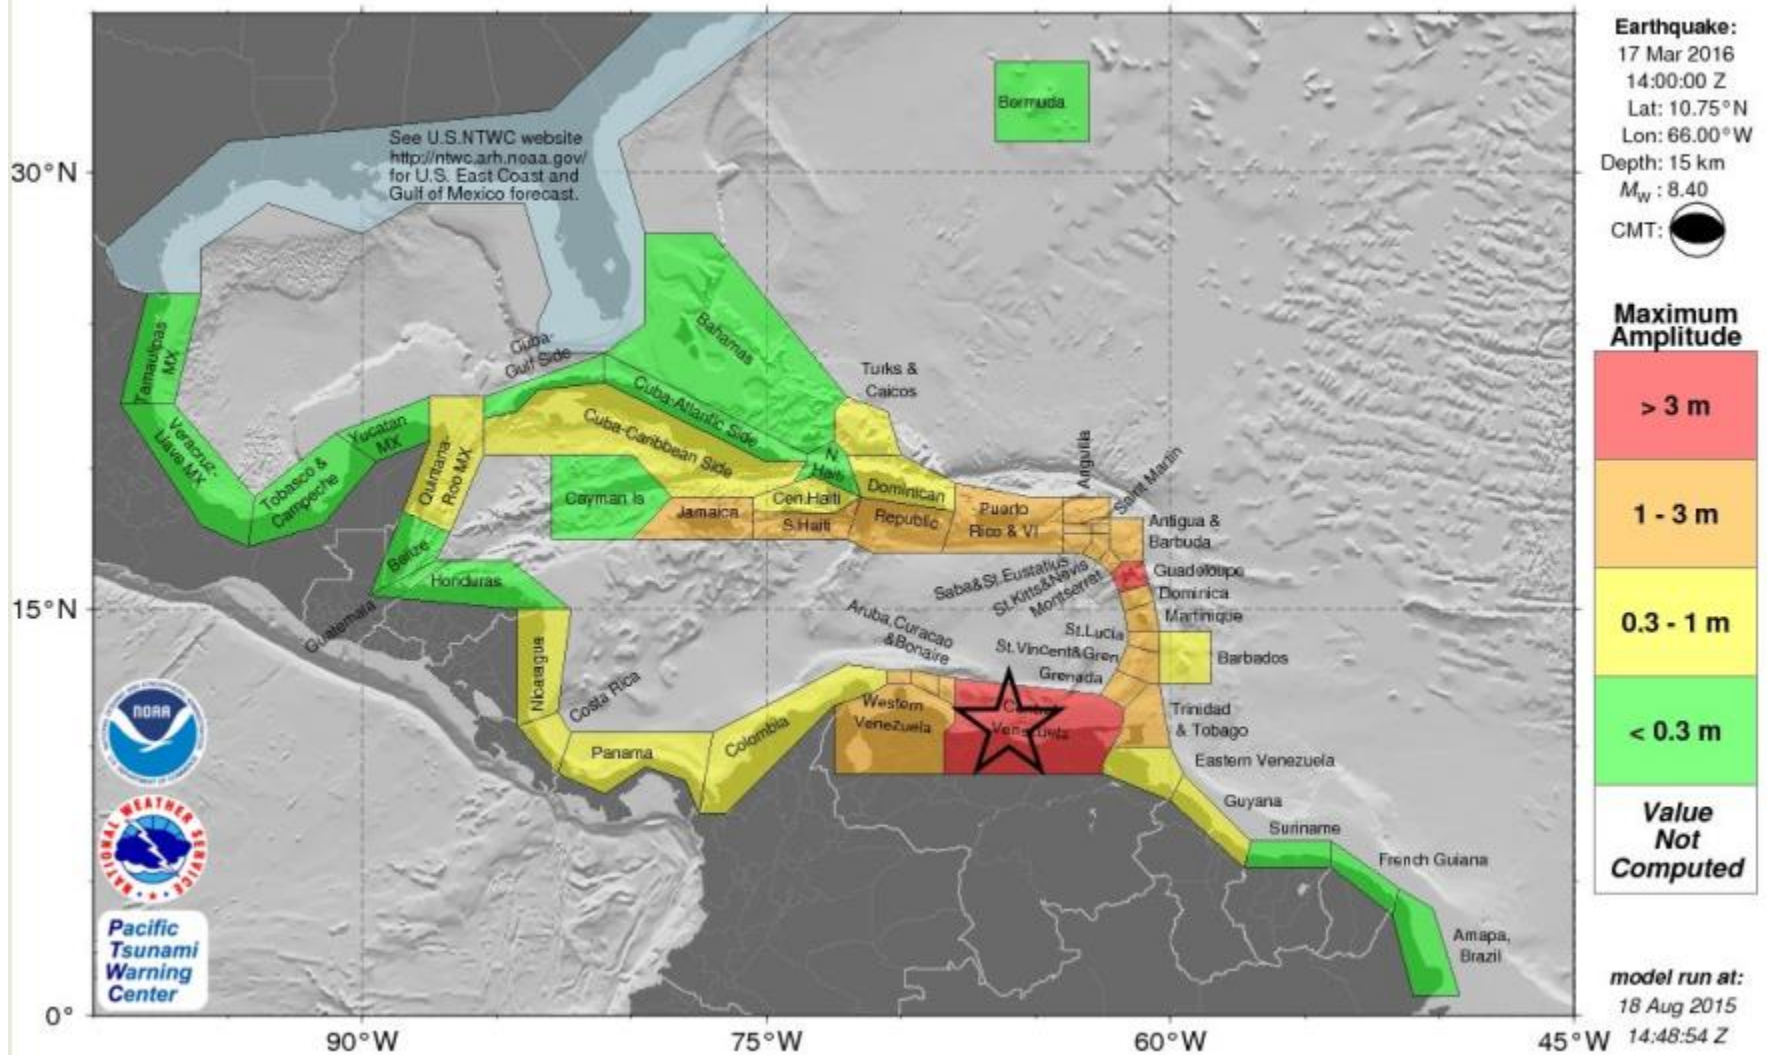 Earthquake:
17 Mar 2016
14:00:00 Z
Lat: 10.75°N
Lon: 66.00°W
Depth: 15 km
Mw : 8.40
CMT:
Bermuda
See U.S.NTWC website
http://ntwc.arh.noaa.gov/
for U.S. East Coast and
Gulf of Mexico forecast.
30°N
Maximum
Amplitude
> 3 m
1 - 3 m
0.3 - 1 m
< 0.3 m
Value
Not
Computed
Tamaulipas
MX
Cuba-
Gulf Side
Bahamas
Turks &
Caicos
Cuba-Atlantic Side
Cuba-Caribbean Side
Veracruz-
Llave MX
Yucatan
MX
Tobasco &
Campeche
Quintana-
Roo MX
N.
Haiti
Cayman Is
Cen.Haiti
Dominican
Jamaica
S.Haiti
Republic
Puerto
Rico & VI
Anguilla
Saint Martin
Antigua &
Barbuda
Belize
Honduras
Saba&St.Eustatius
St.Kitts&Nevis
Montserrat
Guadeloupe
Dominica
15°N
Guatemala
Martinique
Aruba,Curacao
&Bonaire
St.Lucia
St.Vincent&Gren
Barbados
Grenada
Nicaragua
Costa Rica
Western
Venezuela
Venezuela
Trinidad
& Tobago
Panama
Colombia
Eastern Venezuela
Guyana
Suriname
French Guiana
Amapa,
Brazil
NOAA
NATIONAL WEATHER SERVICE
Pacific
Tsunami
Warning
Center
model run at:
18 Aug 2015
14:48:54 Z
0°
90°W
75°W
60°W
45°W